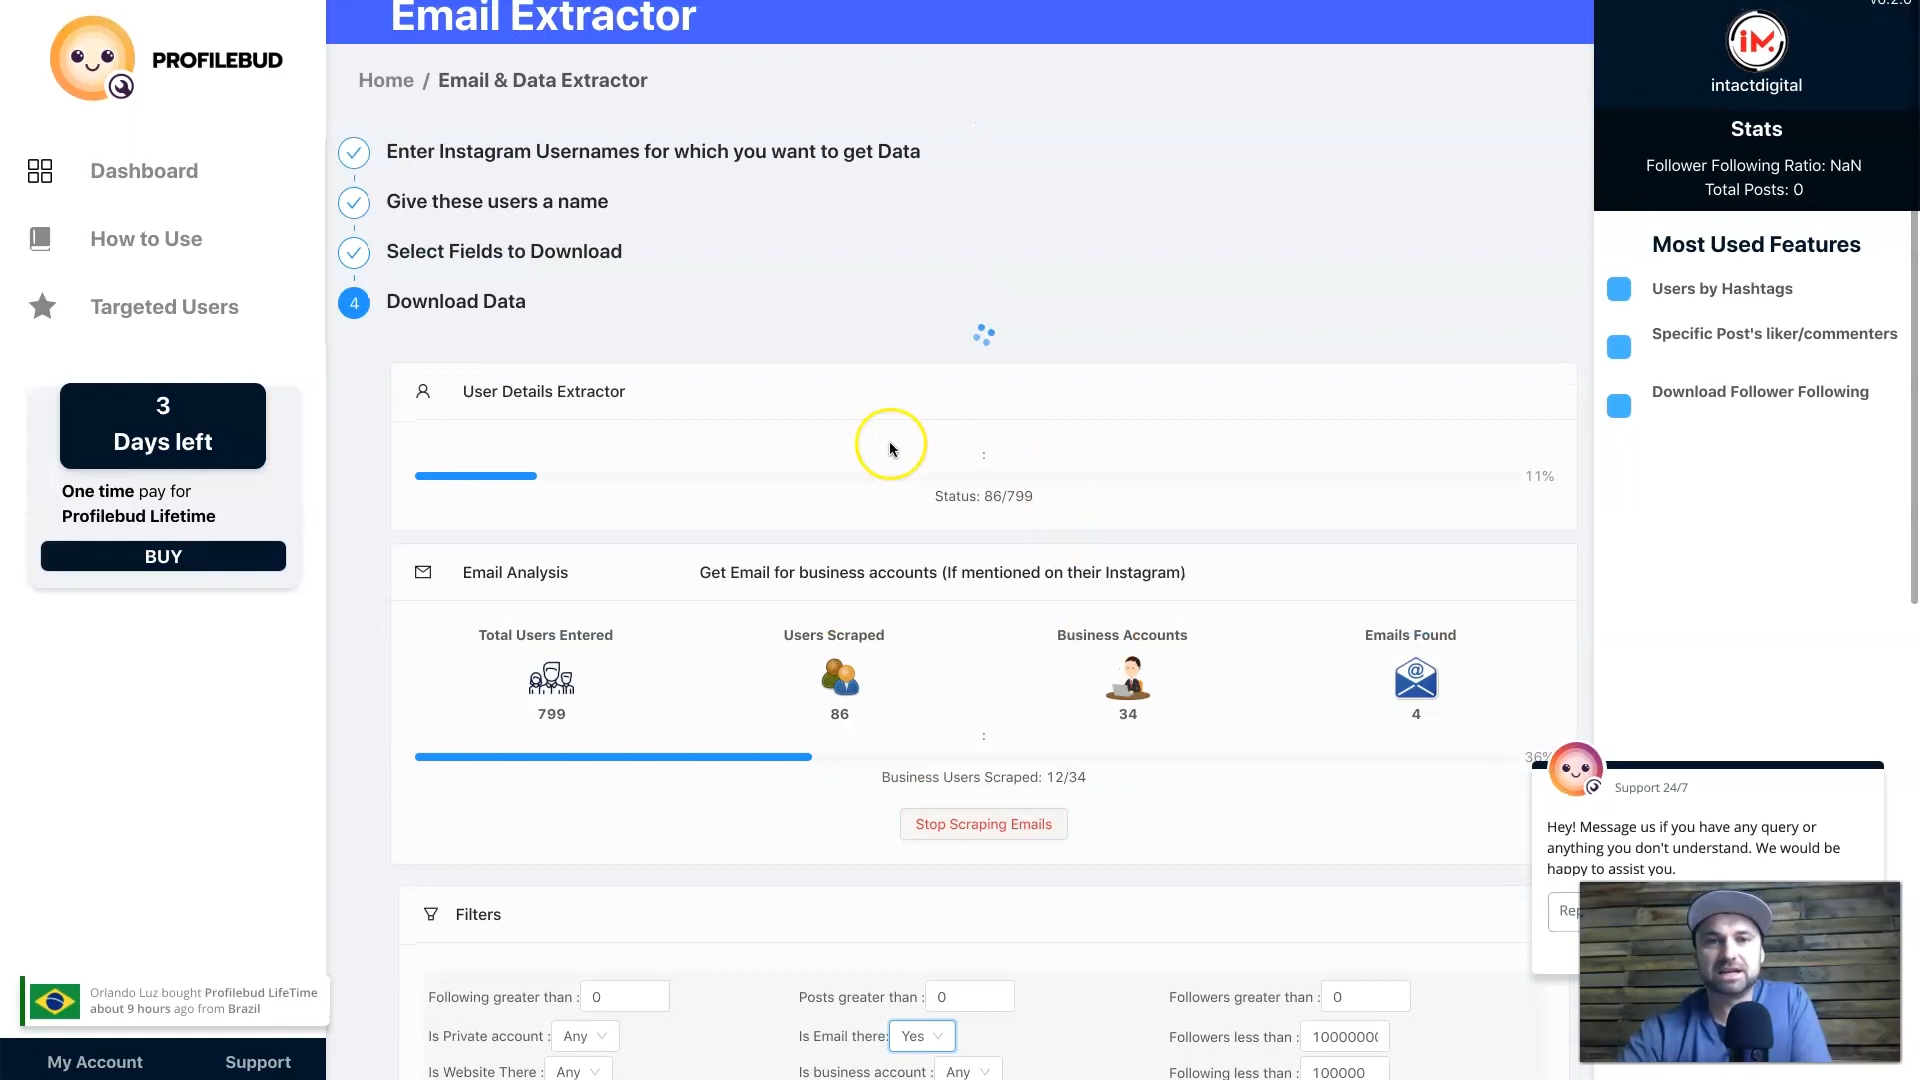 Email Extractor
PROFILEBUD
Home / Email & Data Extractor
Dashboard
How to Use
Targeted Users
3
Days left
One time pay for
Profilebud Lifetime
BUY
Orlando Luz bought Profilebud LifeTime
about 9 hours ago from Brazil
My Account
Support
Enter Instagram Usernames for which you want to get Data
Give these users a name
Select Fields to Download
4
Download Data
User Details Extractor
:
11%
Status: 86/799
Email Analysis
Get Email for business accounts (If mentioned on their Instagram)
Total Users Entered
Users Scraped
Business Accounts
Emails Found
799
86
34
4
:
36%
Business Users Scraped: 12/34
Stop Scraping Emails
Filters
Following greater than : 0
Posts greater than : 0
Followers greater than : 0
Is Private account : Any
Is Email there: Yes
Followers less than : 1000000
Is Website There : Any
Is business account : Any
Following less than : 100000
iM.
intactdigital
Stats
Follower Following Ratio: NaN
Total Posts: 0
Most Used Features
Users by Hashtags
Specific Post's liker/commenters
Download Follower Following
Support 24/7
Hey! Message us if you have any query or
anything you don't understand. We would be
happy to assist you.